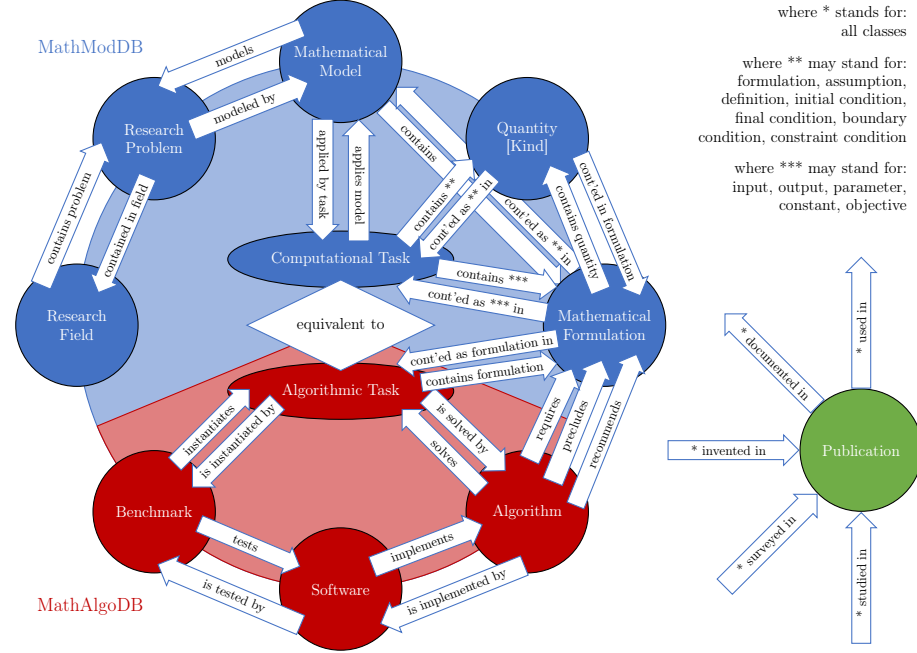 MathModDB
models
modeled by
Mathematical
Model
Research
Problem
Quantity
[Kind]
contains problem
contained in field
applied by task
applies model
contains
cont'ed as ** in
contains **
cont'ed as ** in
contains quantity
cont'ed in formulation
Computational Task
contains ***
cont'ed as *** in
Research
Field
equivalent to
Mathematical
Formulation
cont'ed as formulation in
contains formulation
Algorithmic Task
instantiates
is instantiated by
is solved by
solves
requires
precludes
recommends
Benchmark
Algorithm
tests
implements
is tested by
is implemented by
Software
MathAlgoDB
where * stands for:
all classes
where ** may stand for:
formulation, assumption,
definition, initial condition,
final condition, boundary
condition, constraint condition
where *** may stand for:
input, output, parameter,
constant, objective
* used in
* documented in
* invented in
Publication
* surveyed in
* studied in